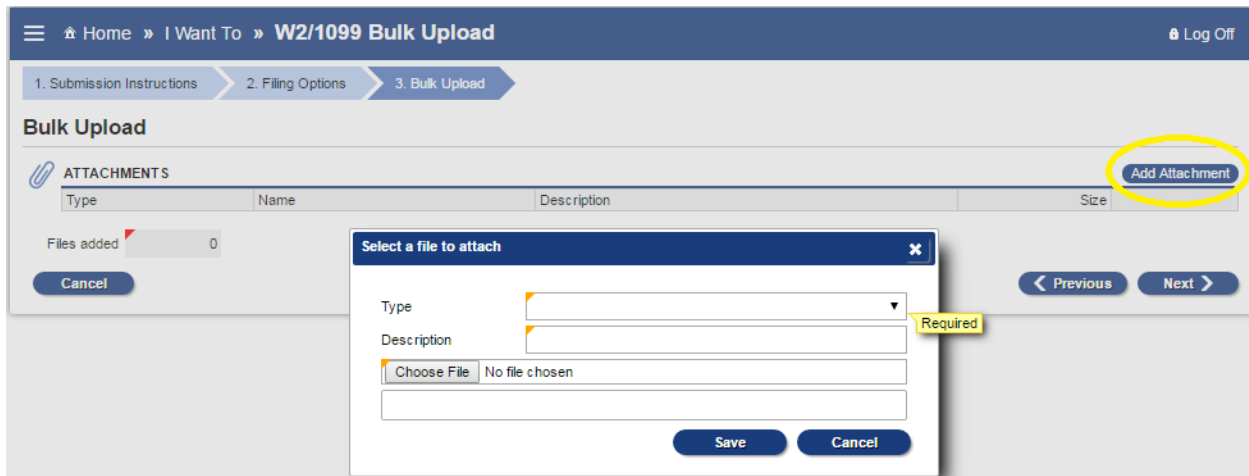 Home » I Want To » W2/1099 Bulk Upload Log Off
1. Submission Instructions 2. Filing Options 3. Bulk Upload
Bulk Upload
ATTACHMENTS Add Attachment
Type Name Description Size
Files added 0
Cancel Previous Next
Select a file to attach
Type Required
Description
Choose File No file chosen
Save Cancel